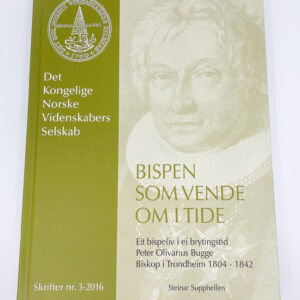 Det
Kongelige
Norske
Videnskabers
Selskab
BISPEN
SOM VENDE
OM I TIDE
Eit bispeliv i ei brytingstid
Peter Olivarius Bugge
Biskop i Trondheim 1804 - 1842
Steinar Supphellen
Skrifter nr. 3-2016